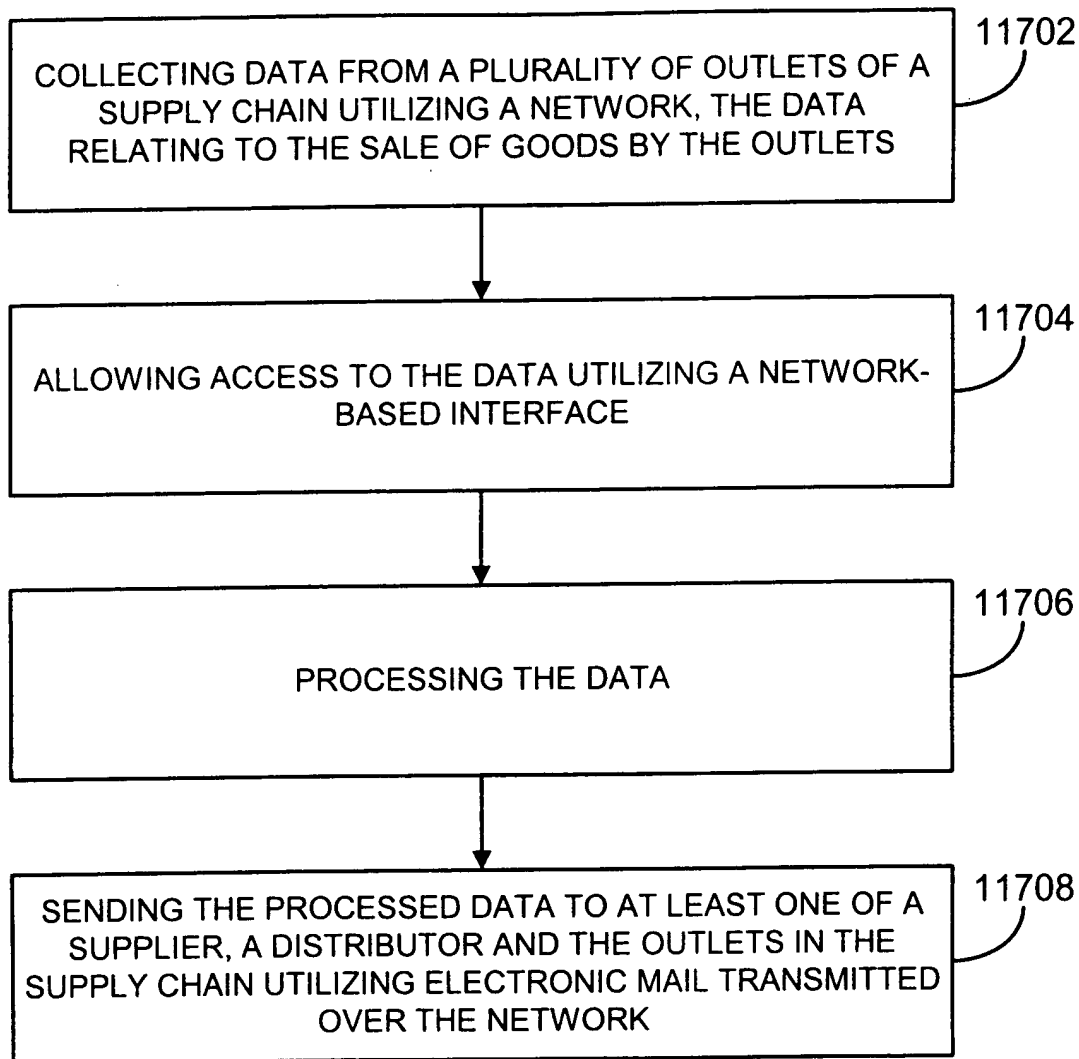 11702
COLLECTING DATA FROM A PLURALITY OF OUTLETS OF A
SUPPLY CHAIN UTILIZING A NETWORK, THE DATA
RELATING TO THE SALE OF GOODS BY THE OUTLETS
11704
ALLOWING ACCESS TO THE DATA UTILIZING A NETWORK-
BASED INTERFACE
11706
PROCESSING THE DATA
11708
SENDING THE PROCESSED DATA TO AT LEAST ONE OF A
SUPPLIER, A DISTRIBUTOR AND THE OUTLETS IN THE
SUPPLY CHAIN UTILIZING ELECTRONIC MAIL TRANSMITTED
OVER THE NETWORK